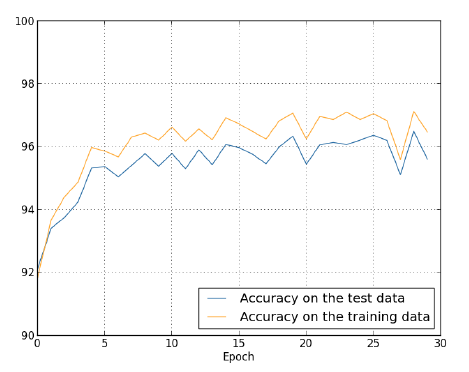 100
98
96
94
92
90
0 5 10 15 20 25 30
Epoch
Accuracy on the test data
Accuracy on the training data